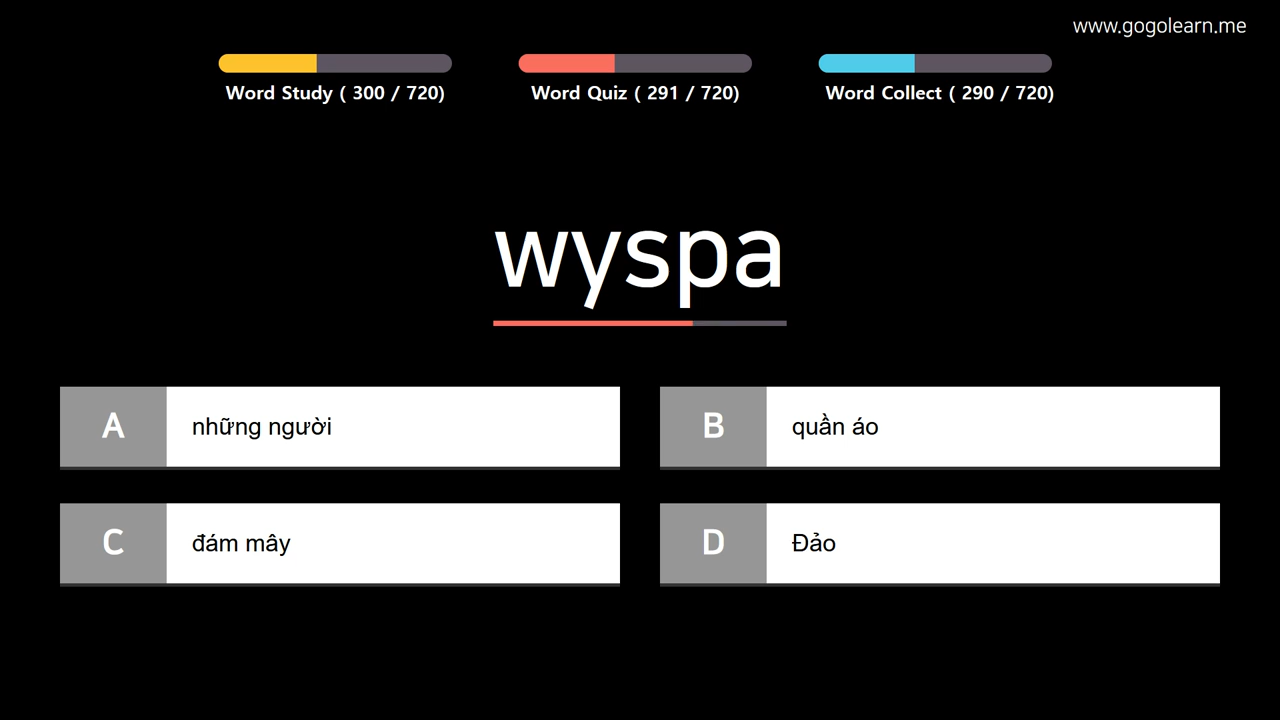 www.gogolearn.me
Word Study ( 300 / 720)
Word Quiz ( 291 / 720)
Word Collect ( 290 / 720)
wyspa
A những người
B quần áo
C đám mây
D Đảo